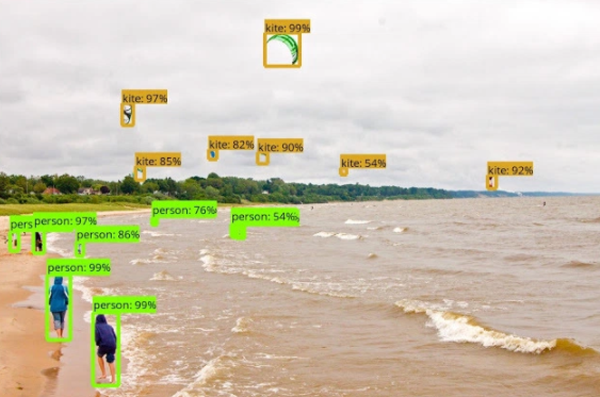 kite: 99%
kite: 97%
kite: 82%
kite: 90%
kite: 85%
kite: 54%
kite: 92%
person: 76%
person: 54%
person: 97%
person: 86%
person: 99%
person: 99%